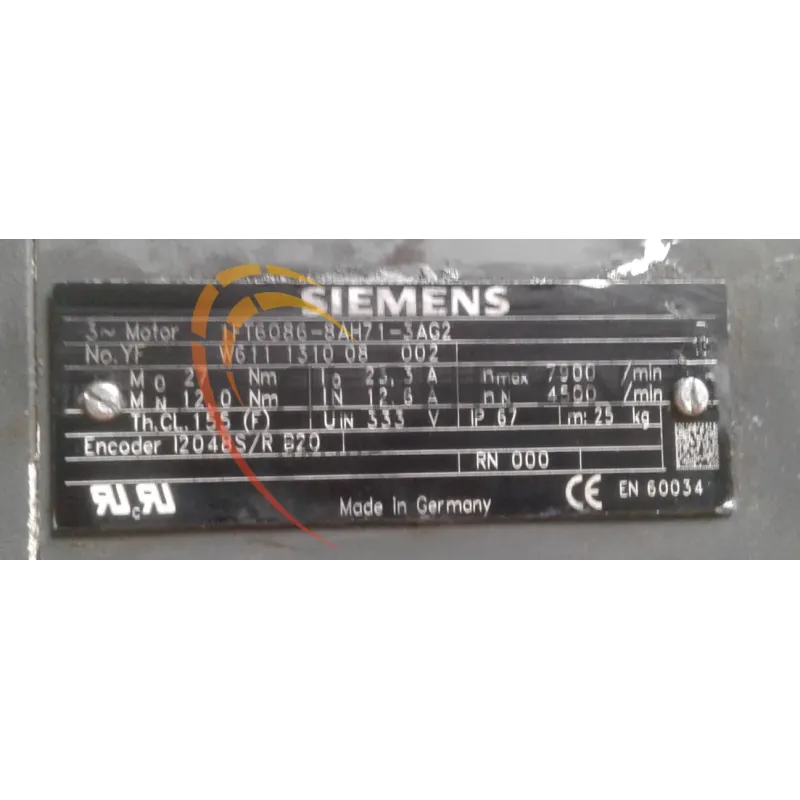 SIEMENS
3~ Motor 1FT6086-8AH71-3AG2
No. YF W611 1310 08 002
M0 27 Nm I0 23,3 A nmax 7900 /min
MN 12,0 Nm IN 12,6 A nN 4500 /min
Th.CL. 155 (F) UIN 333 V IP 67 m: 25 kg
Encoder I2048S/R B20
RN 000
Made in Germany CE EN 60034